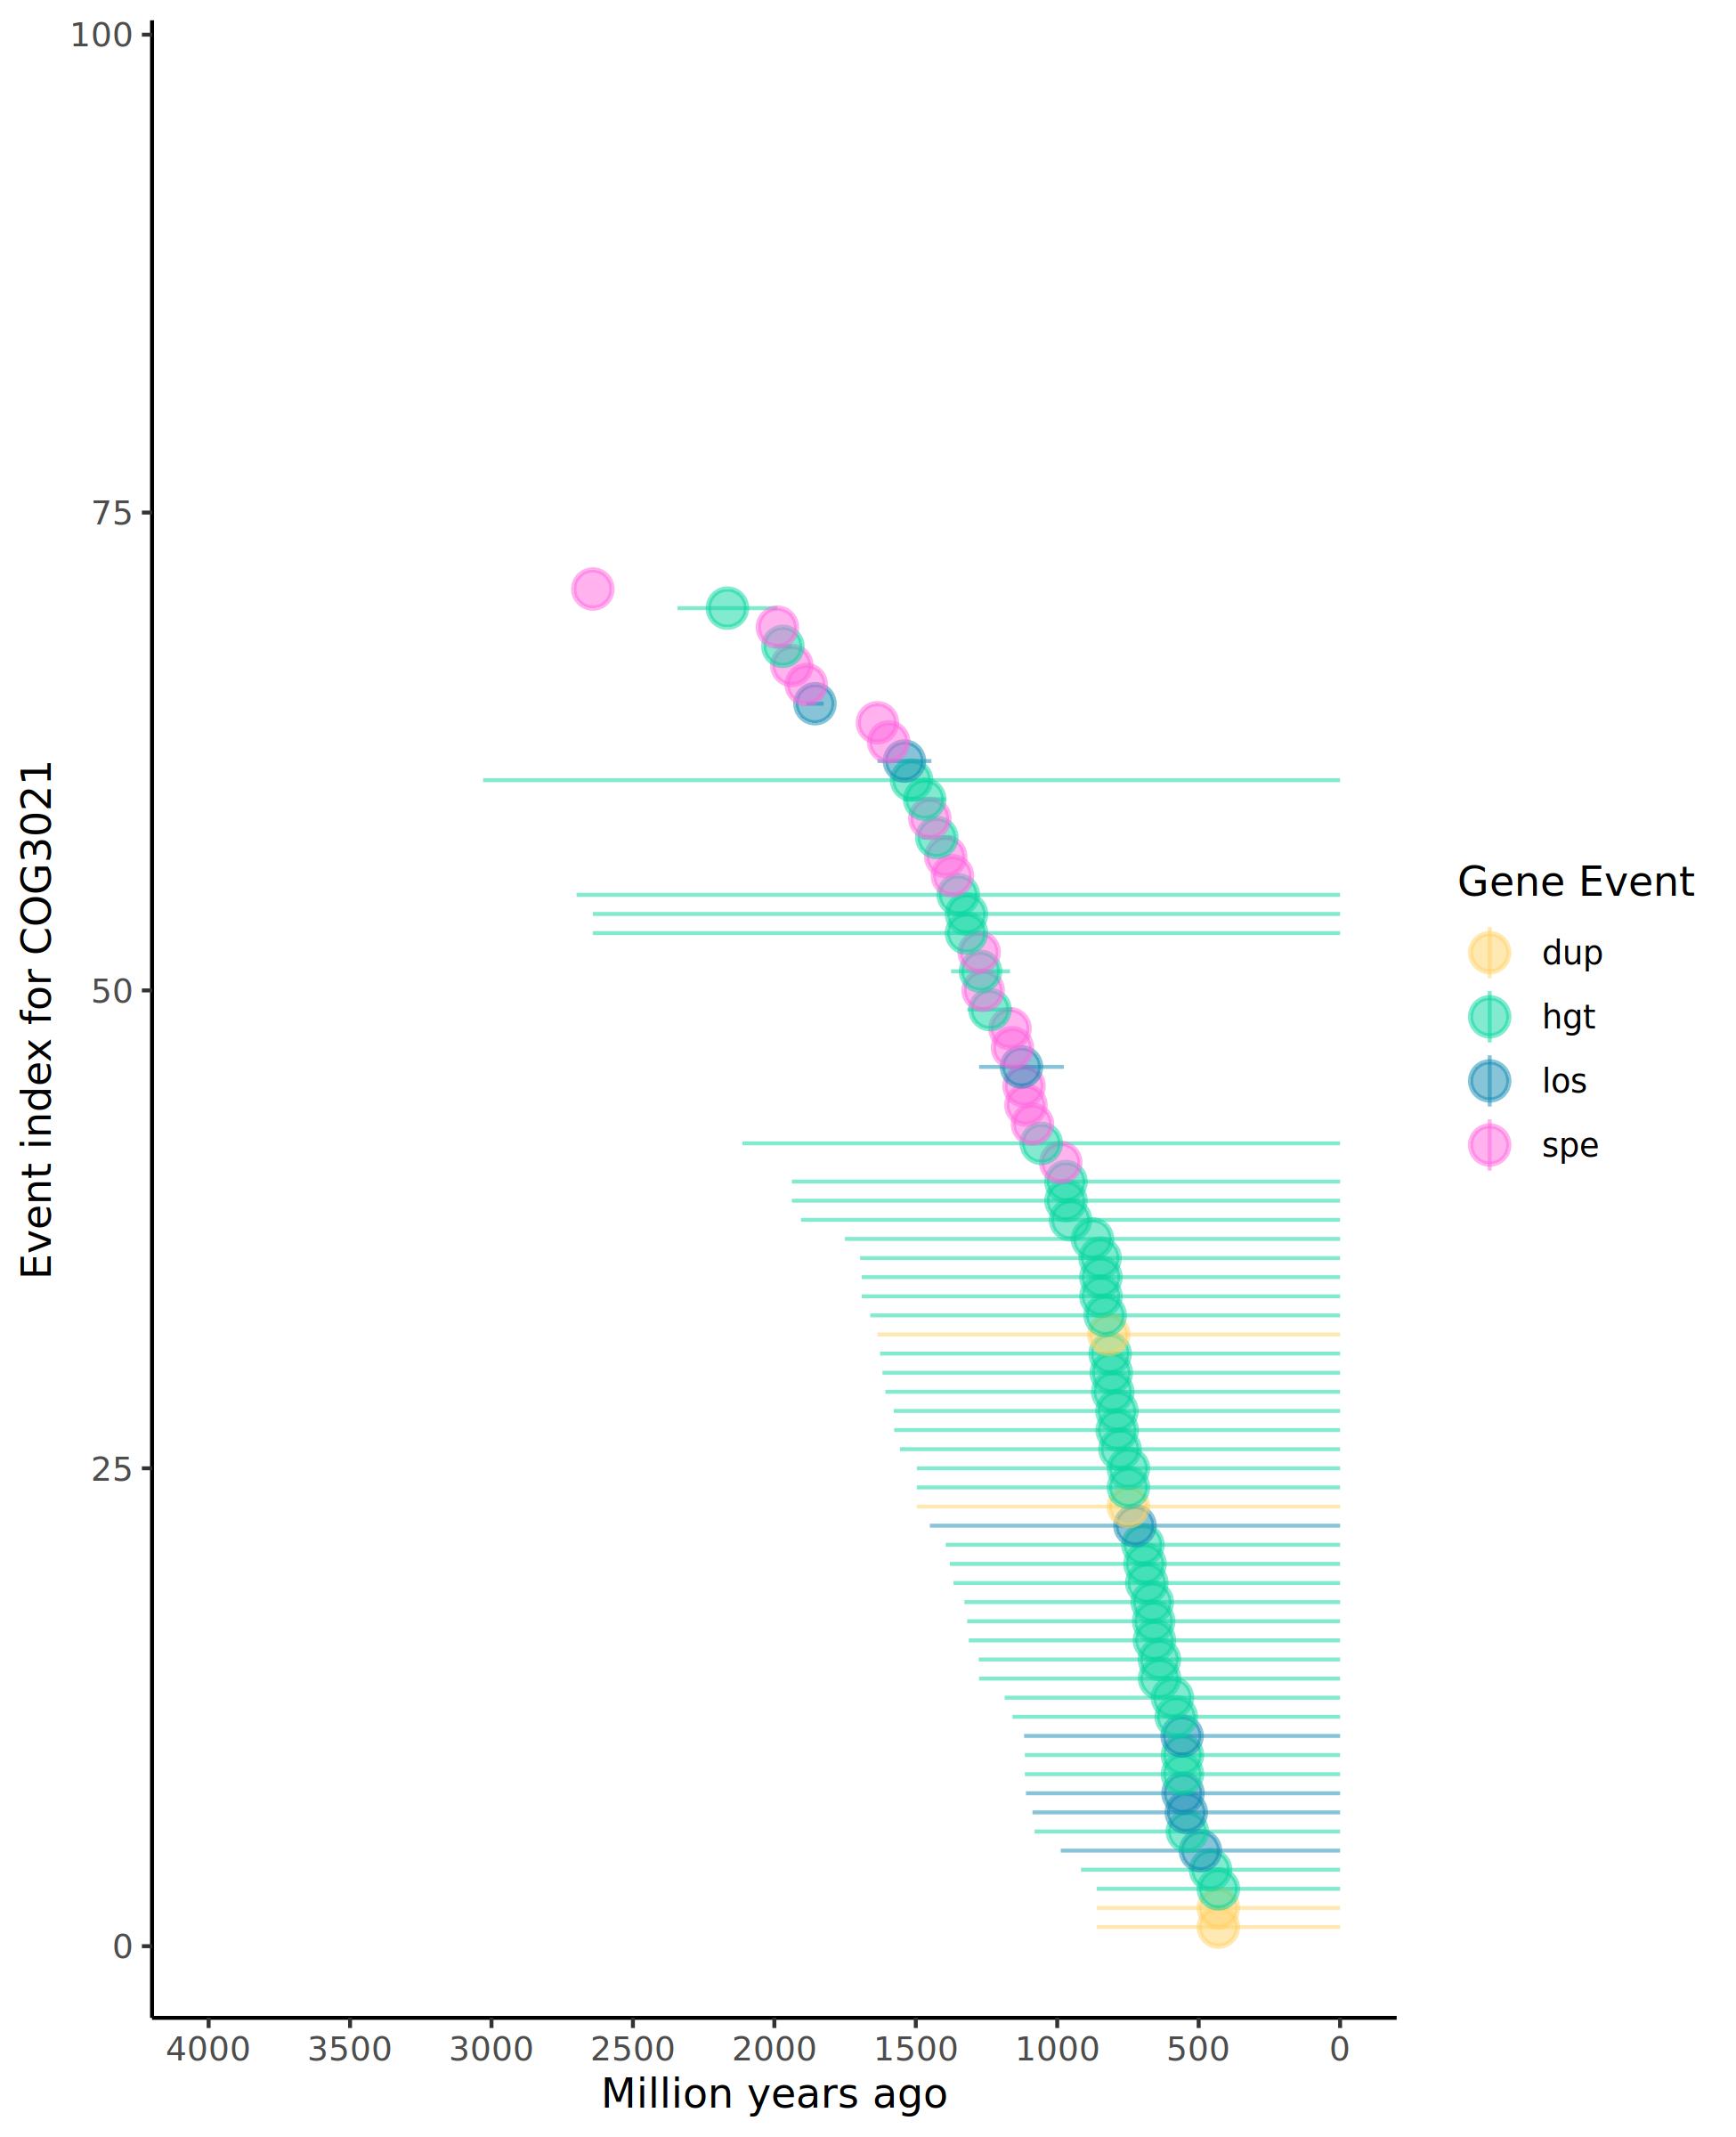 100
75
50
25
0
Event index for COG3021
4000 3500 3000 2500 2000 1500 1000 500 0
Million years ago
Gene Event
dup
hgt
los
spe